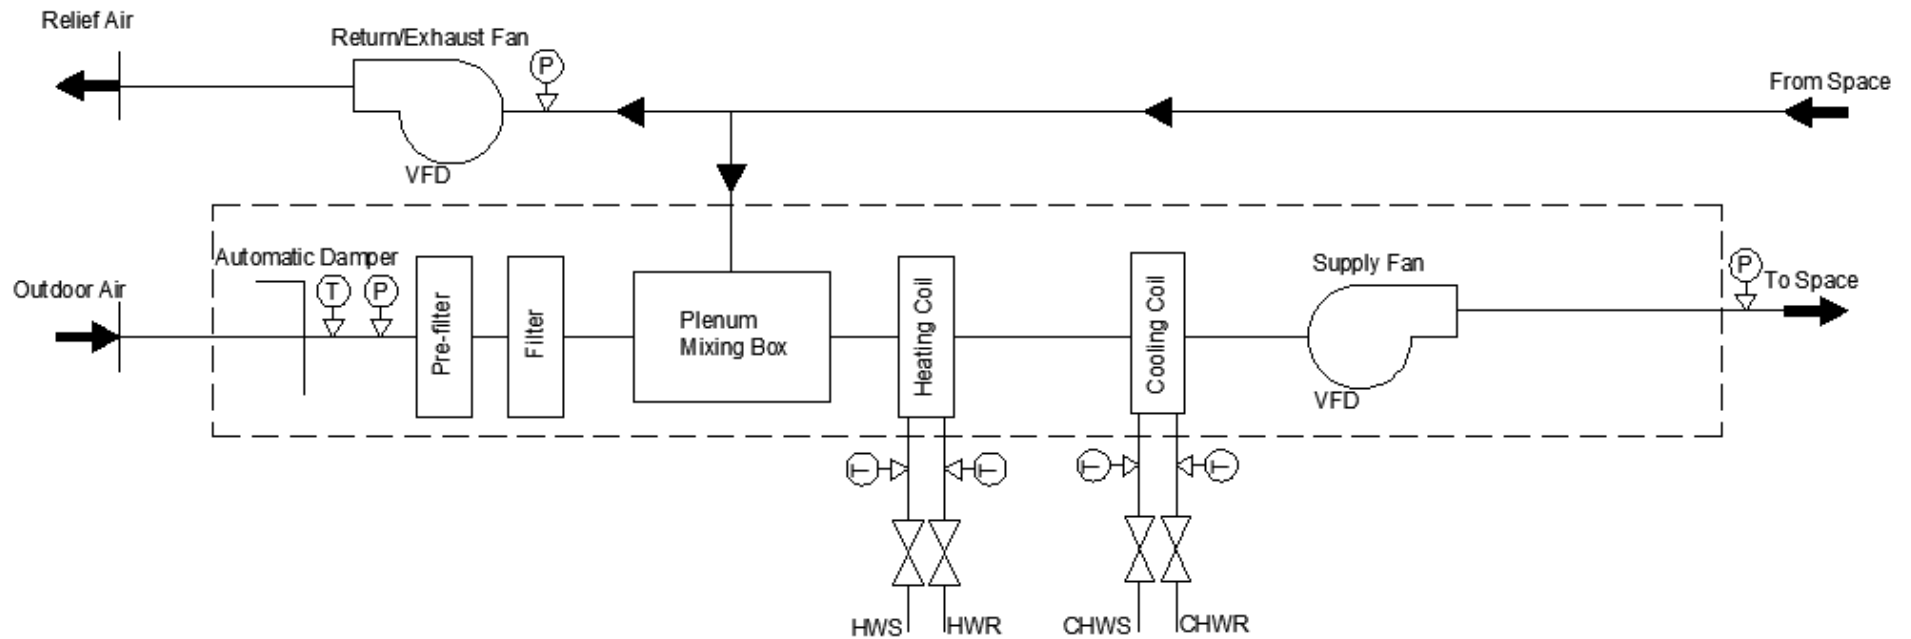 Relief Air
Return/Exhaust Fan
P
From Space
VFD
Automatic Damper
Outdoor Air
T
P
Pre-filter
Filter
Plenum
Mixing Box
Heating Coil
Cooling Coil
Supply Fan
VFD
P
To Space
T
T
T
T
HWS
HWR
CHWS
CHWR